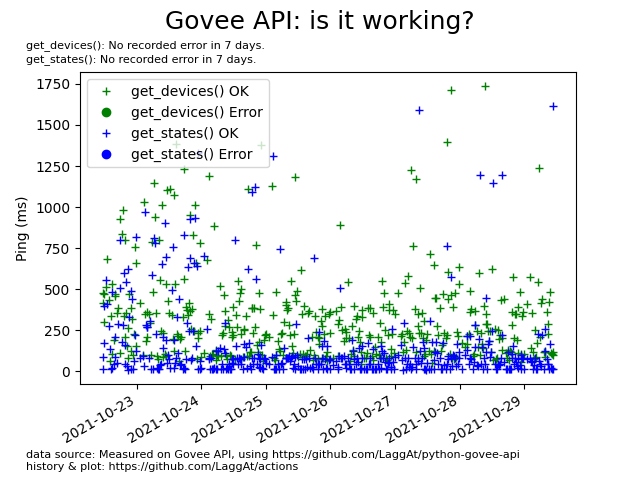 Govee API: is it working?
get_devices(): No recorded error in 7 days.
get_states(): No recorded error in 7 days.
get_devices() OK
get_devices() Error
get_states() OK
get_states() Error
Ping (ms)
1750
1500
1250
1000
750
500
250
0
2021-10-23
2021-10-24
2021-10-25
2021-10-26
2021-10-27
2021-10-28
2021-10-29
data source: Measured on Govee API, using https://github.com/LaggAt/python-govee-api
history & plot: https://github.com/LaggAt/actions